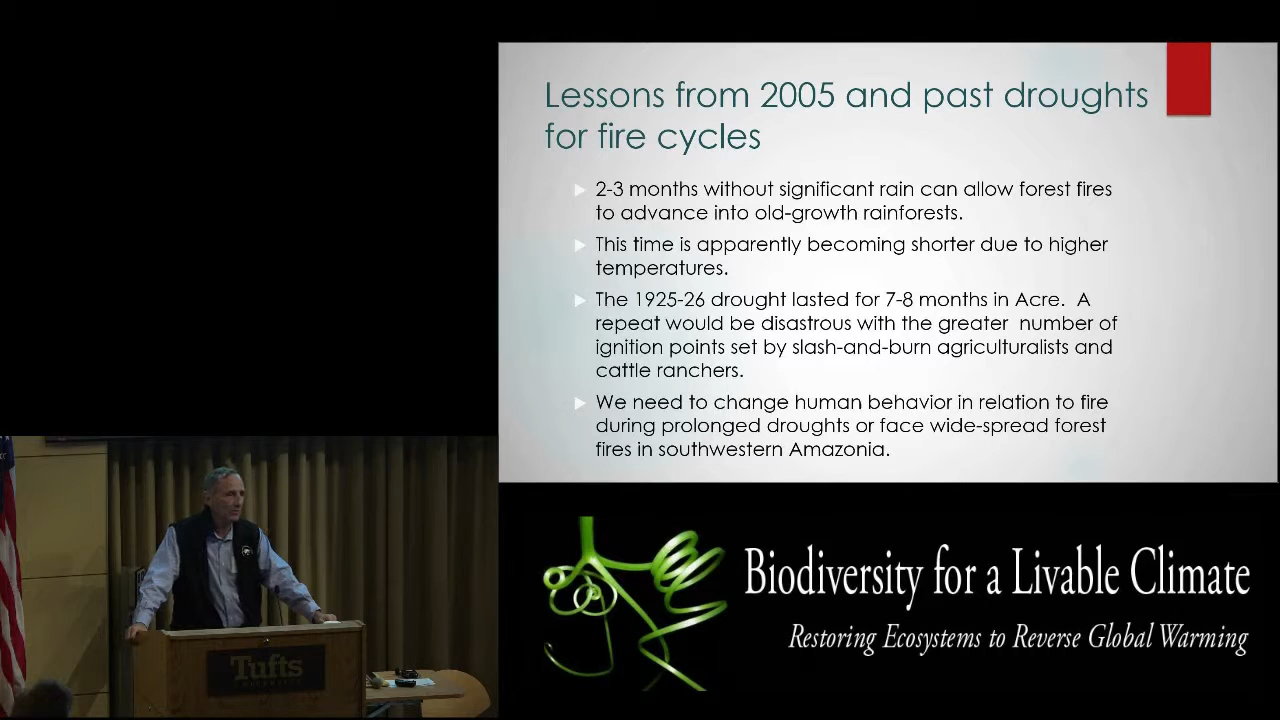 Lessons from 2005 and past droughts
for fire cycles
2-3 months without significant rain can allow forest fires
to advance into old-growth rainforests.
This time is apparently becoming shorter due to higher
temperatures.
The 1925-26 drought lasted for 7-8 months in Acre. A
repeat would be disastrous with the greater number of
ignition points set by slash-and-burn agriculturalists and
cattle ranchers.
We need to change human behavior in relation to fire
during prolonged droughts or face wide-spread forest
fires in southwestern Amazonia.
Biodiversity for a Livable Climate
Restoring Ecosystems to Reverse Global Warming
Tufts